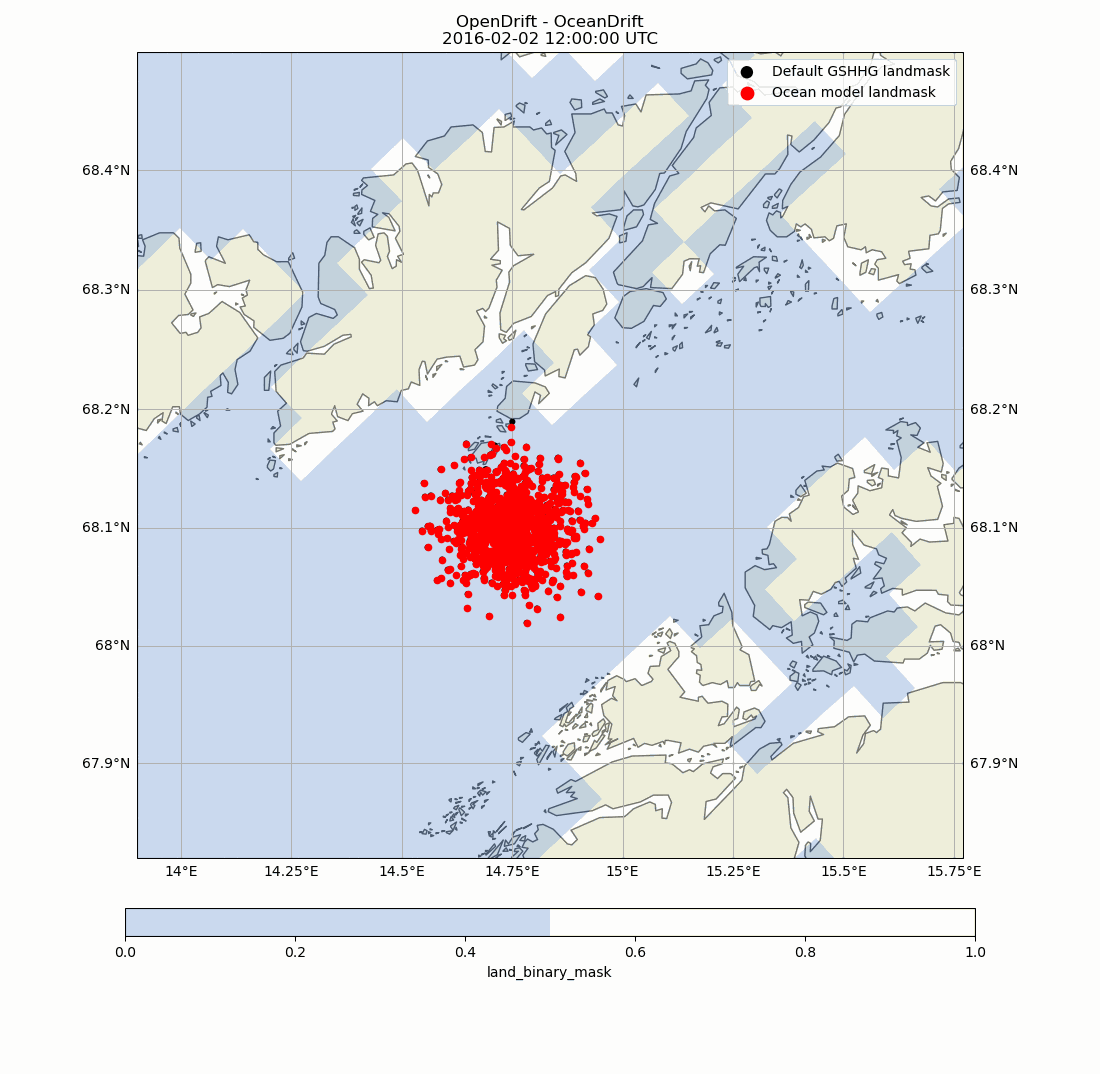 OpenDrift - OceanDrift
2016-02-02 12:00:00 UTC
Default GSHHG landmask
Ocean model landmask
68.4°N 68.4°N
68.3°N 68.3°N
68.2°N 68.2°N
68.1°N 68.1°N
68°N 68°N
67.9°N 67.9°N
14°E 14.25°E 14.5°E 14.75°E 15°E 15.25°E 15.5°E 15.75°E
0.0 0.2 0.4 0.6 0.8 1.0
land_binary_mask